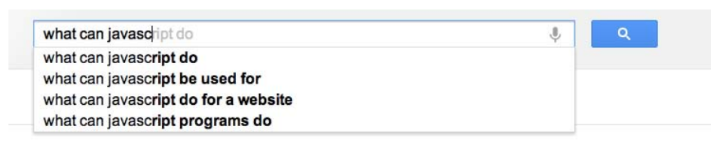 what can javascript do
what can javascript do
what can javascript be used for
what can javascript do for a website
what can javascript programs do